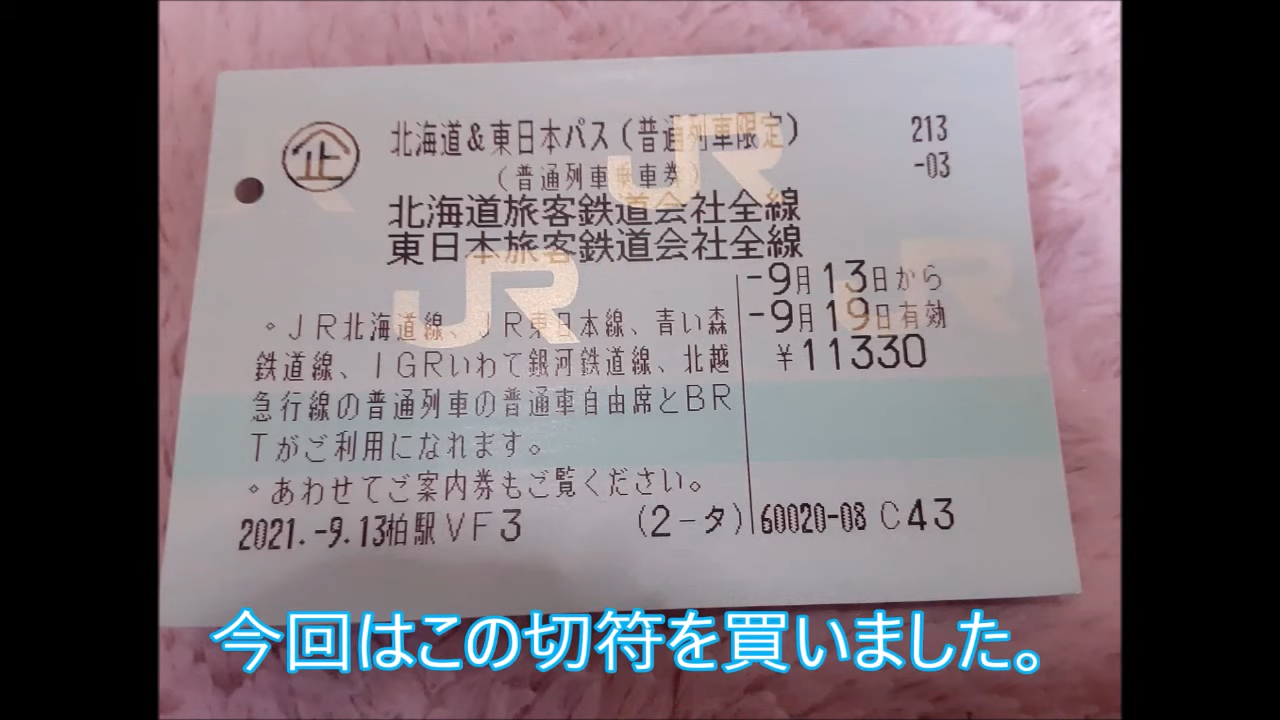 企
北海道&東日本パス(普通列車限定)
213
-03
(普通列車乗車券)
北海道旅客鉄道会社全線
東日本旅客鉄道会社全線
-9月13日から
-9月19日有効
¥11330
。JR北海道線、JR東日本線、青い森
鉄道線、IGRいわて銀河鉄道線、北越
急行線の普通列車の普通車自由席とBR
Tがご利用になれます。
。あわせてご案内券もご覧ください。
2021.-9.13柏駅VF3
(2-タ)
60020-08 C43
JR
JR
JR
JR
今回はこの切符を買いました。